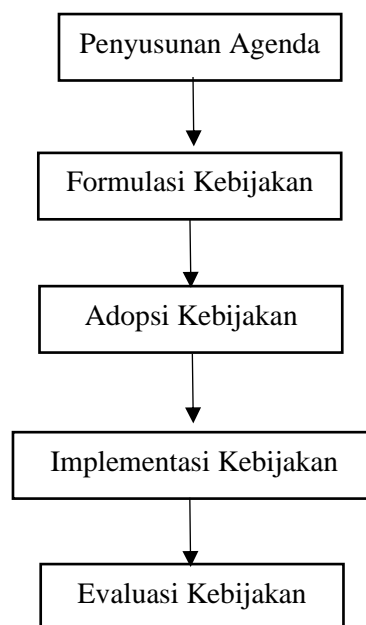 Penyusunan Agenda
Formulasi Kebijakan
Adopsi Kebijakan
Implementasi Kebijakan
Evaluasi Kebijakan